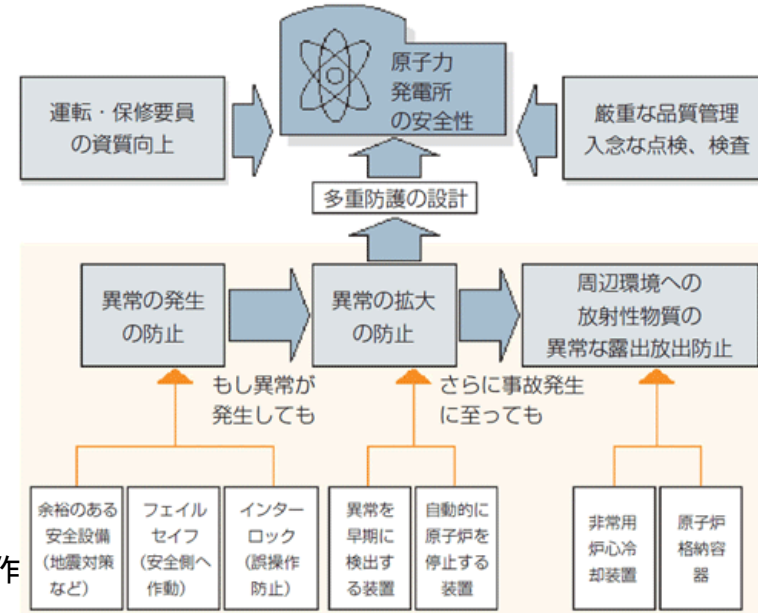 原子力
発電所
の安全性
運転・保修要員
の資質向上
厳重な品質管理
入念な点検、検査
多重防護の設計
異常の発生
の防止
異常の拡大
の防止
周辺環境への
放射性物質の
異常な露出放出防止
もし異常が
発生しても
さらに事故発生
に至っても
作
余裕のある
安全設備
(地震対策
など)
フェイル
セイフ
(安全側へ
作動)
インター
ロック
(誤操作
防止)
異常を
早期に
検出す
る装置
自動的に
原子炉を
停止する
装置
非常用
炉心冷
却装置
原子炉
格納容
器